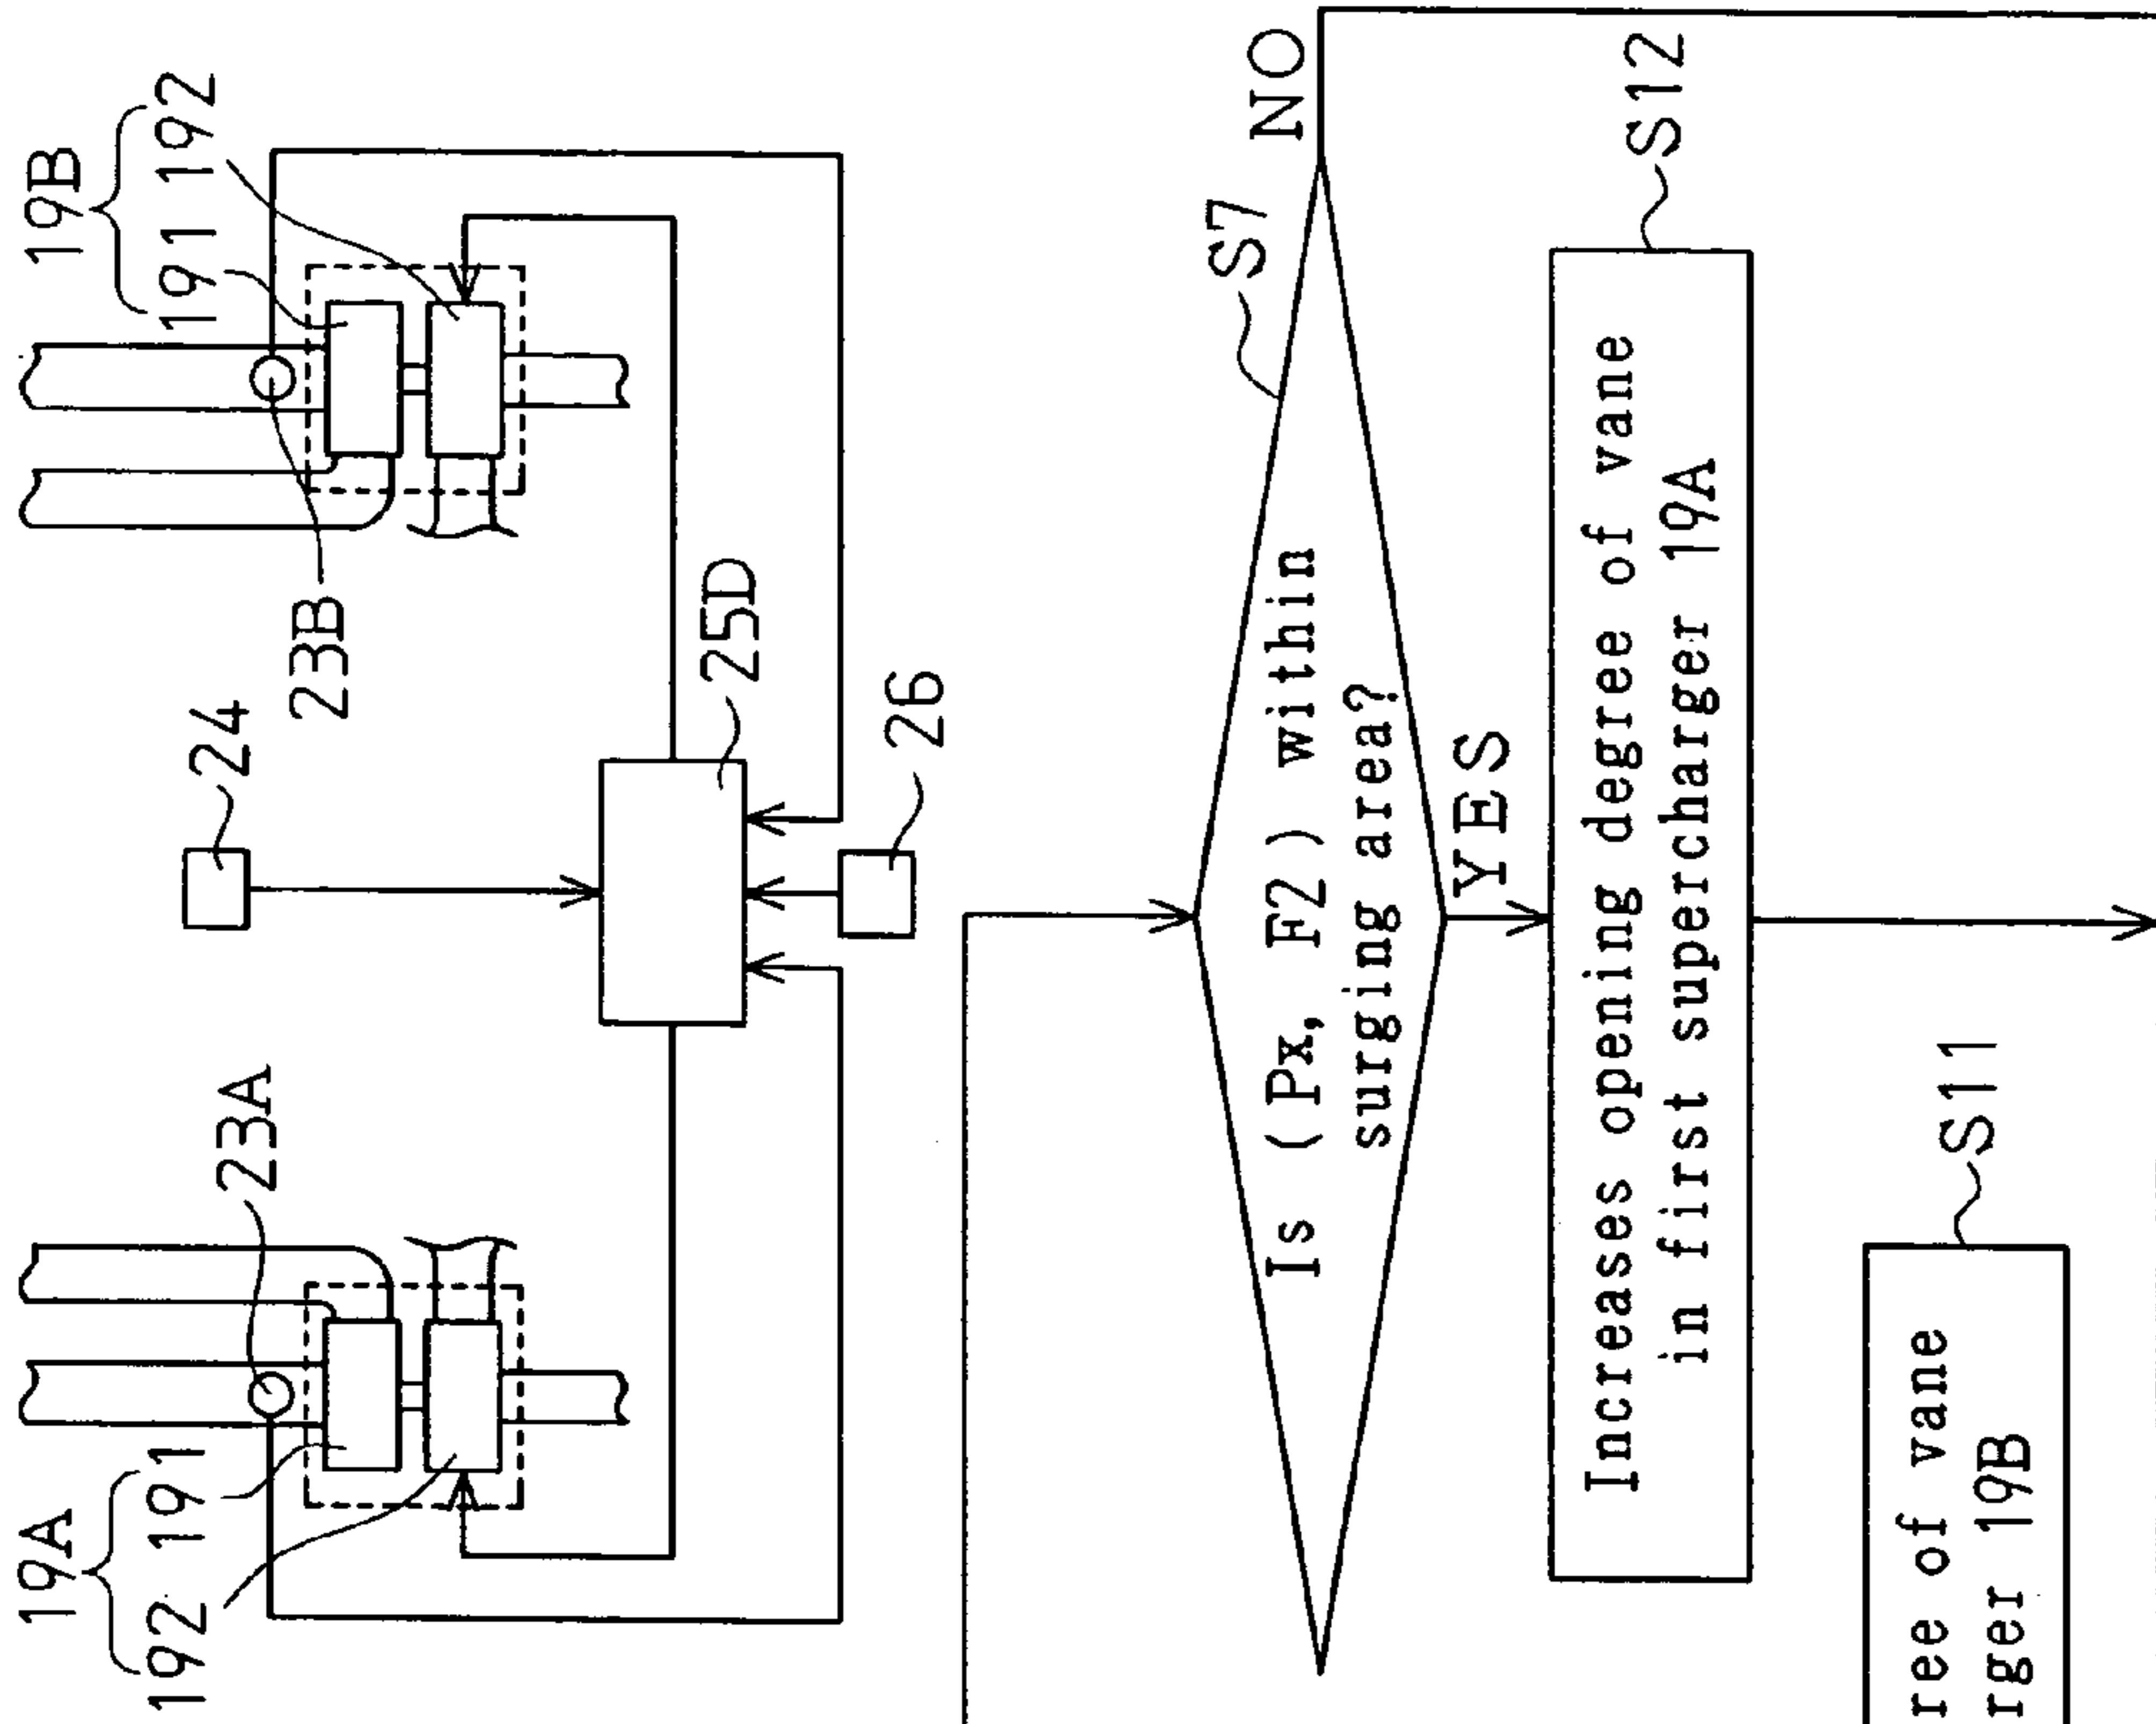 19A
192 191
23A
24
19B
191 192
23B
25D
26
S7
Is (Px, F2) within
surging area?
NO
YES
S12
Increases opening degree of vane
in first supercharger 19A
S11
ree of vane
rger 19B